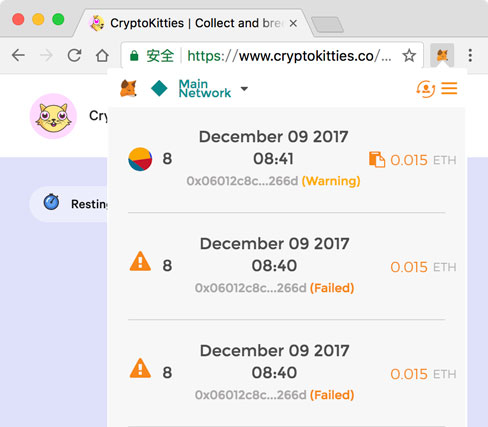 CryptoKitties | Collect and bree
安全 https://www.cryptokitties.co/...
Main
Network
Cry
Resting
December 09 2017
8 08:41 0.015 ETH
0x06012c8c...266d (Warning)
December 09 2017
8 08:40 0.015 ETH
0x06012c8c...266d (Failed)
December 09 2017
8 08:40 0.015 ETH
0x06012c8c...266d (Failed)